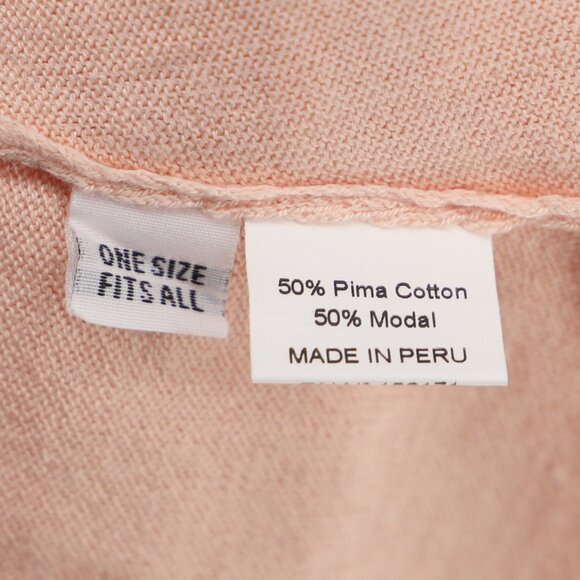 ONE SIZE
FITS ALL
50% Pima Cotton
50% Modal
MADE IN PERU